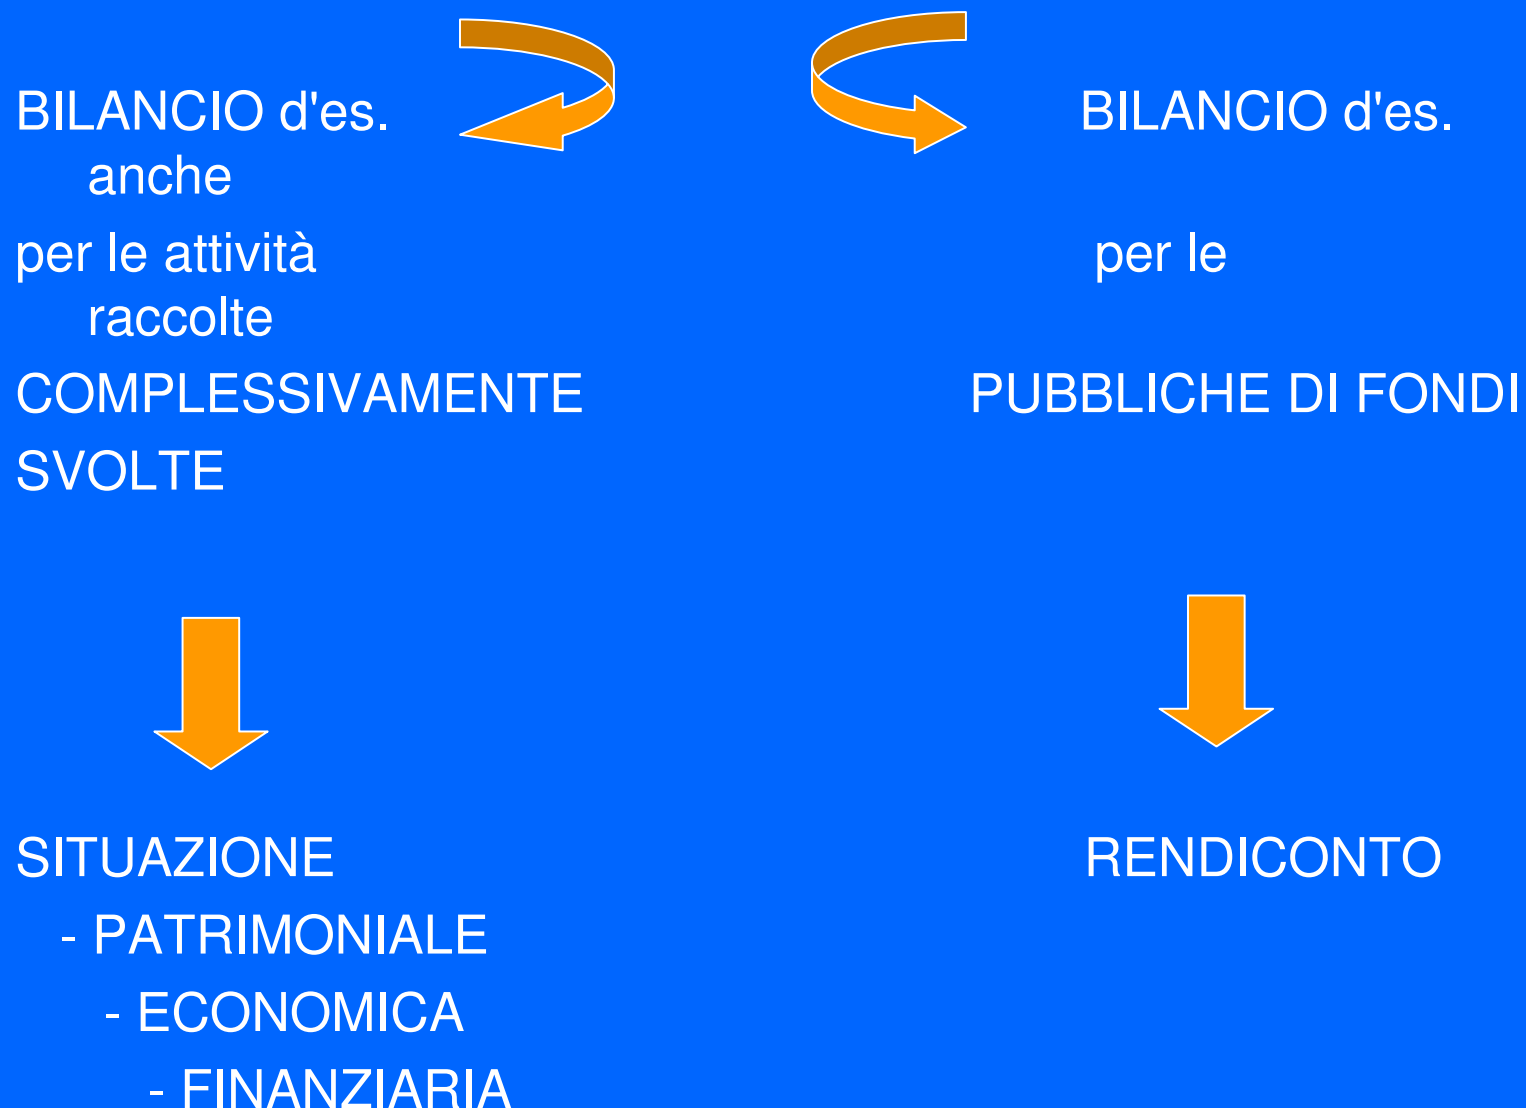 BILANCIO d'es. BILANCIO d'es.
anche
per le attività per le
raccolte
COMPLESSIVAMENTE PUBBLICHE DI FONDI
SVOLTE
SITUAZIONE RENDICONTO
- PATRIMONIALE
- ECONOMICA
- FINANZIARIA